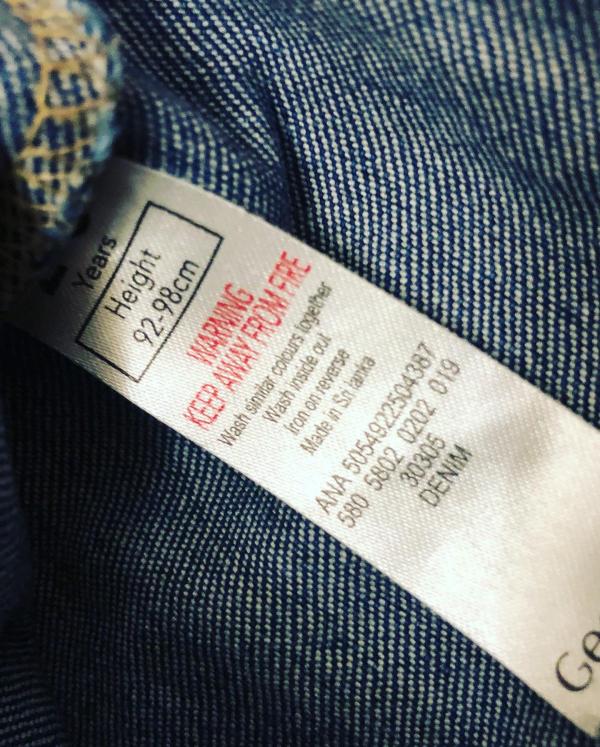 Years
Height
92-98cm
WARNING
KEEP AWAY FROM FIRE
Wash similar colours together
Wash inside out
Iron on reverse
Made in Sri lanka
ANA 5054922504387
580 5802 0202 019
30305
DENIM